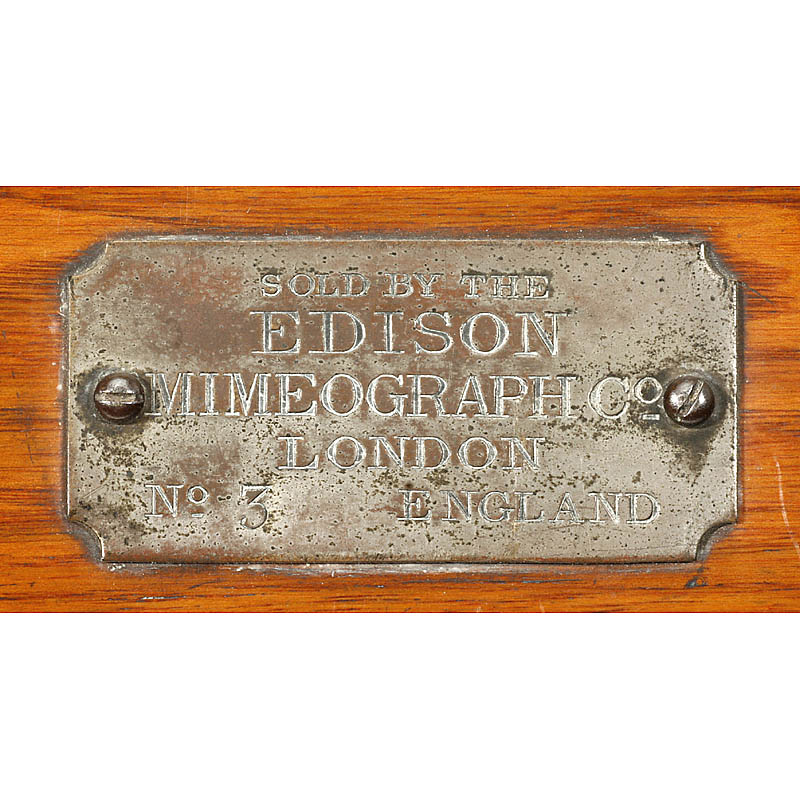 SOLD BY THE
EDISON
MIMEOGRAPH Cº
LONDON
Nº 3 ENGLAND